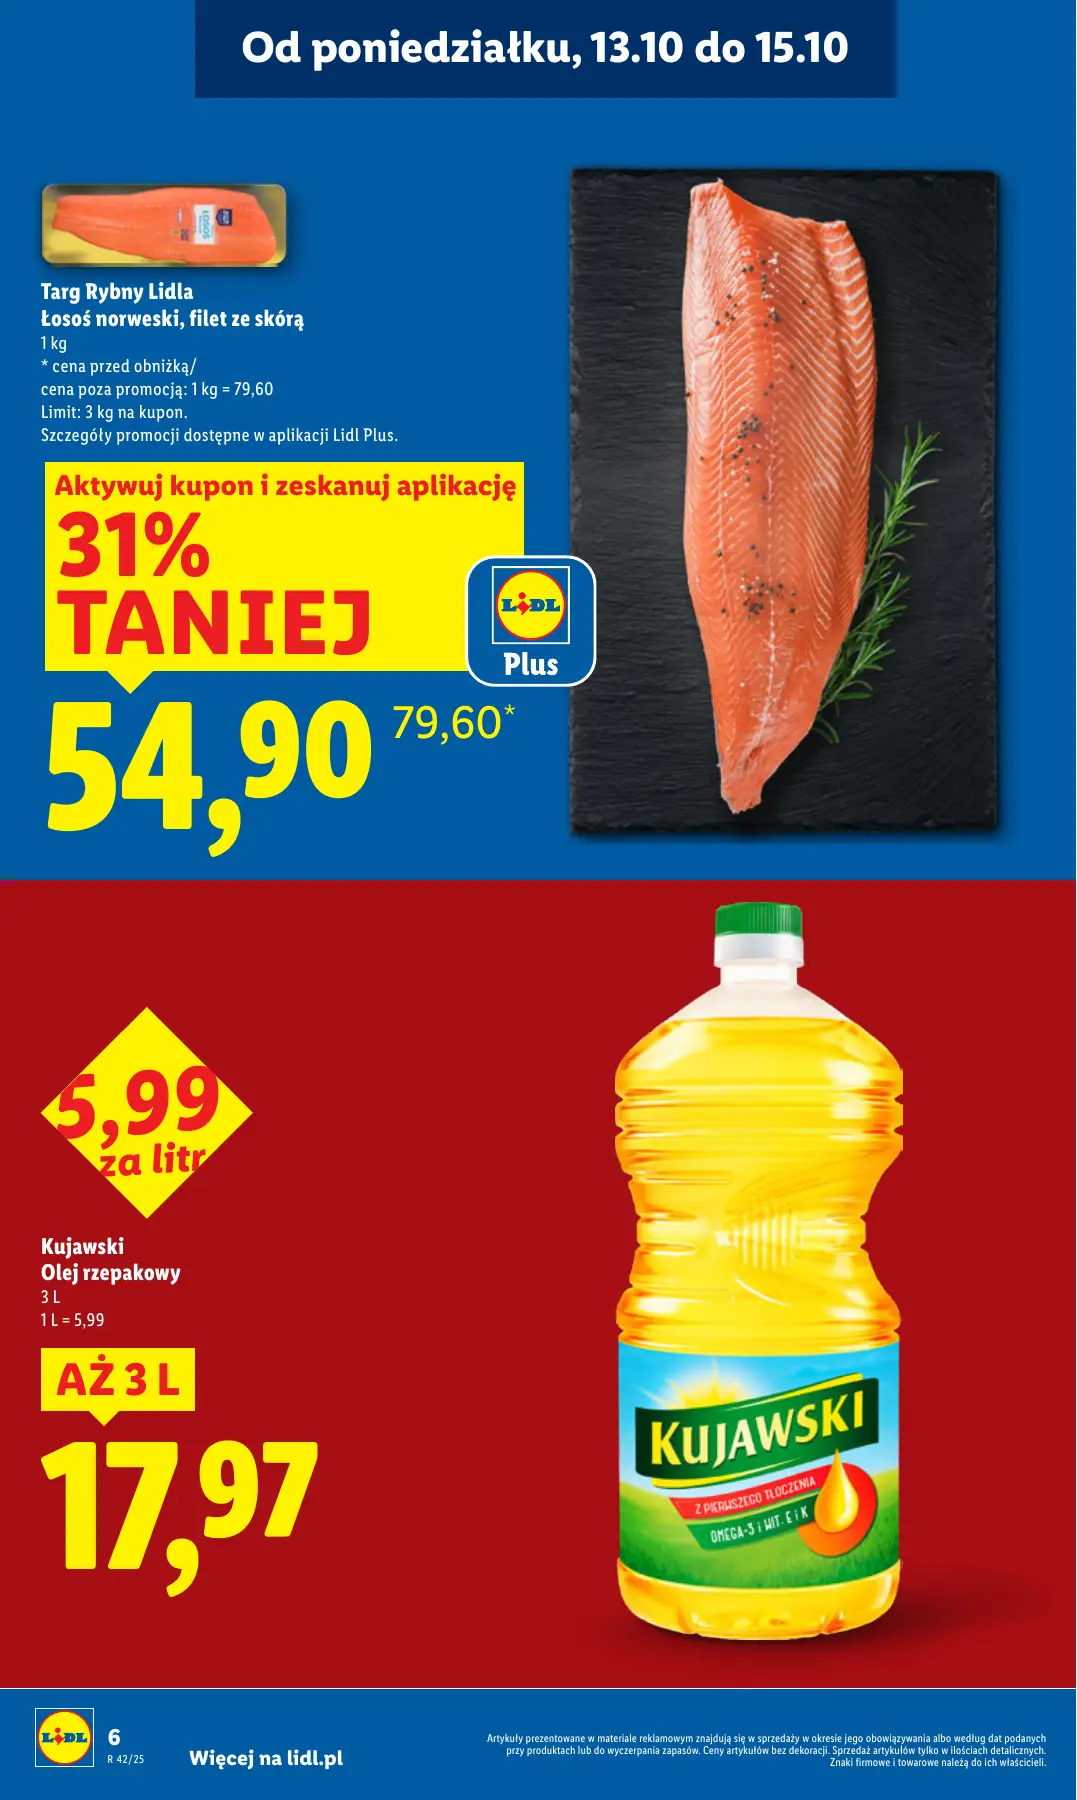 Od poniedziałku, 13.10 do 15.10
ŁOSOŚ
Targ Rybny Lidla
Łosoś norweski, filet ze skórą
1 kg
* cena przed obniżką/
cena poza promocją: 1 kg = 79,60
Limit: 3 kg na kupon.
Szczegóły promocji dostępne w aplikacji Lidl Plus.
Aktywuj kupon i zeskanuj aplikację
31%
TANIEJ
LIDL
Plus
54,90
79,60*
5,99
za litr
Kujawski
Olej rzepakowy
3 L
1 L = 5,99
AŻ 3 L
17,97
KUJAWSKI
Z PIERWSZEGO TŁOCZENIA
OMEGA-3 i WIT. E i K
LIDL
6
R 42/25
Więcej na lidl.pl
Artykuły prezentowane w materiale reklamowym znajdują się w sprzedaży w okresie jego obowiązywania albo według dat podanych
przy produktach lub do wyczerpania zapasów. Ceny artykułów bez dekoracji. Sprzedaż artykułów tylko w ilościach detalicznych.
Znaki firmowe i towarowe należą do ich właścicieli.